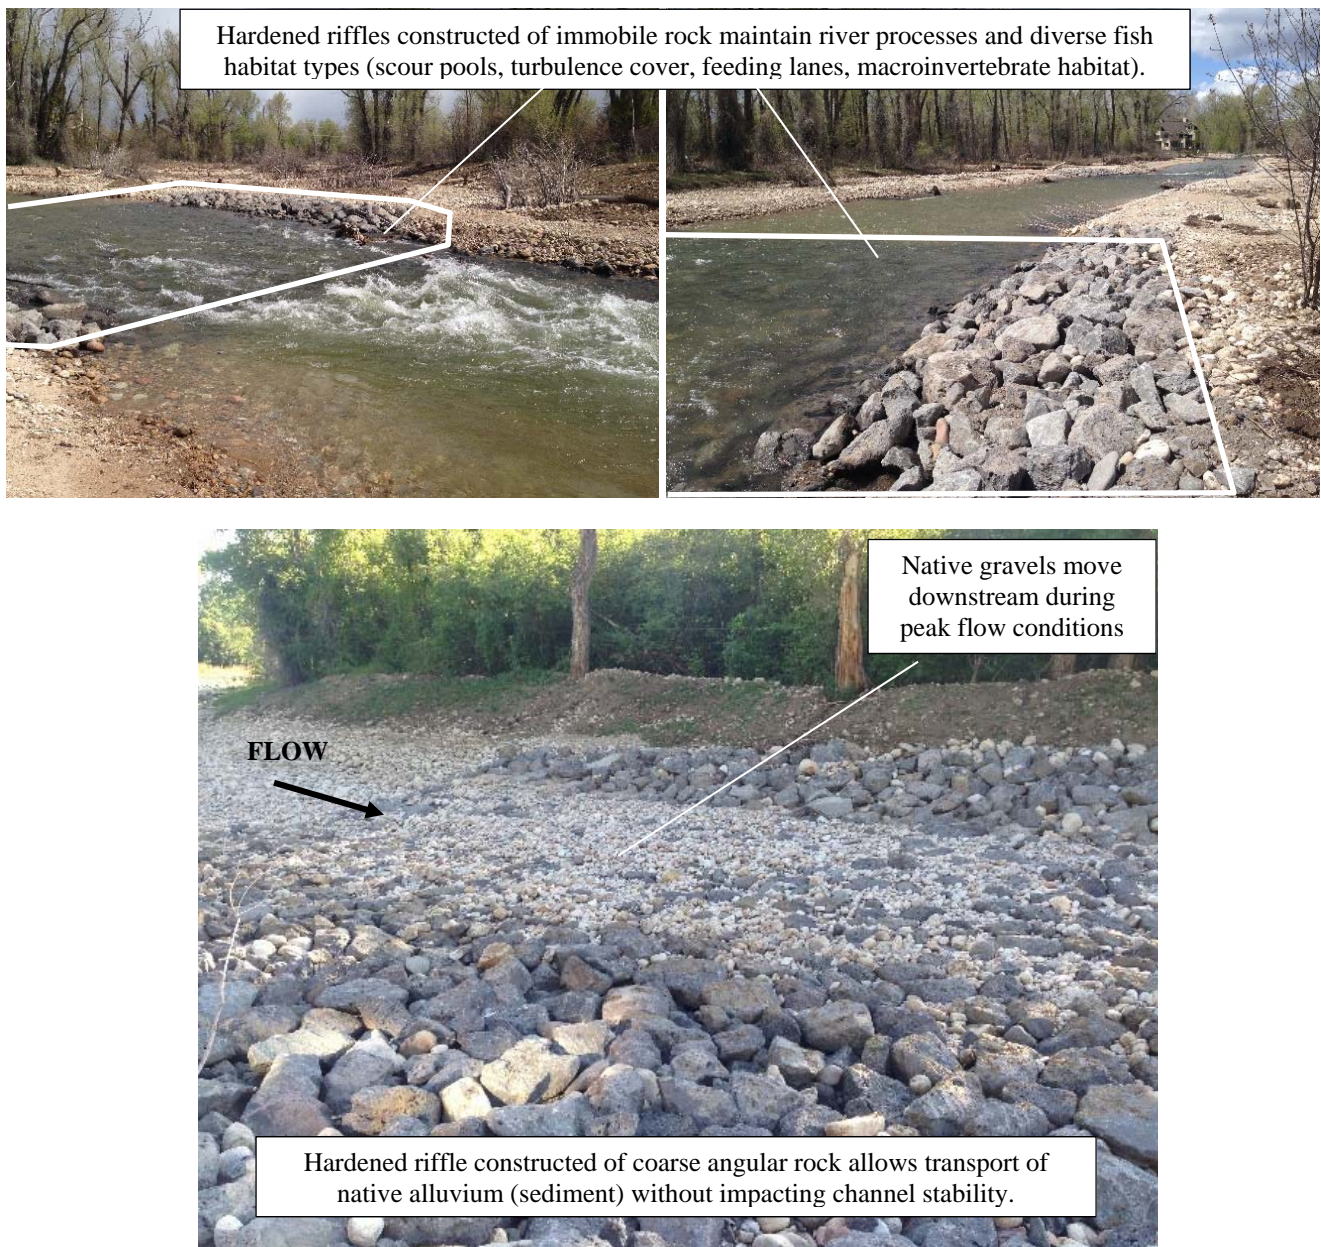 Hardened riffles constructed of immobile rock maintain river processes and diverse fish
habitat types (scour pools, turbulence cover, feeding lanes, macroinvertebrate habitat).
Native gravels move
downstream during
peak flow conditions
FLOW
Hardened riffle constructed of coarse angular rock allows transport of
native alluvium (sediment) without impacting channel stability.